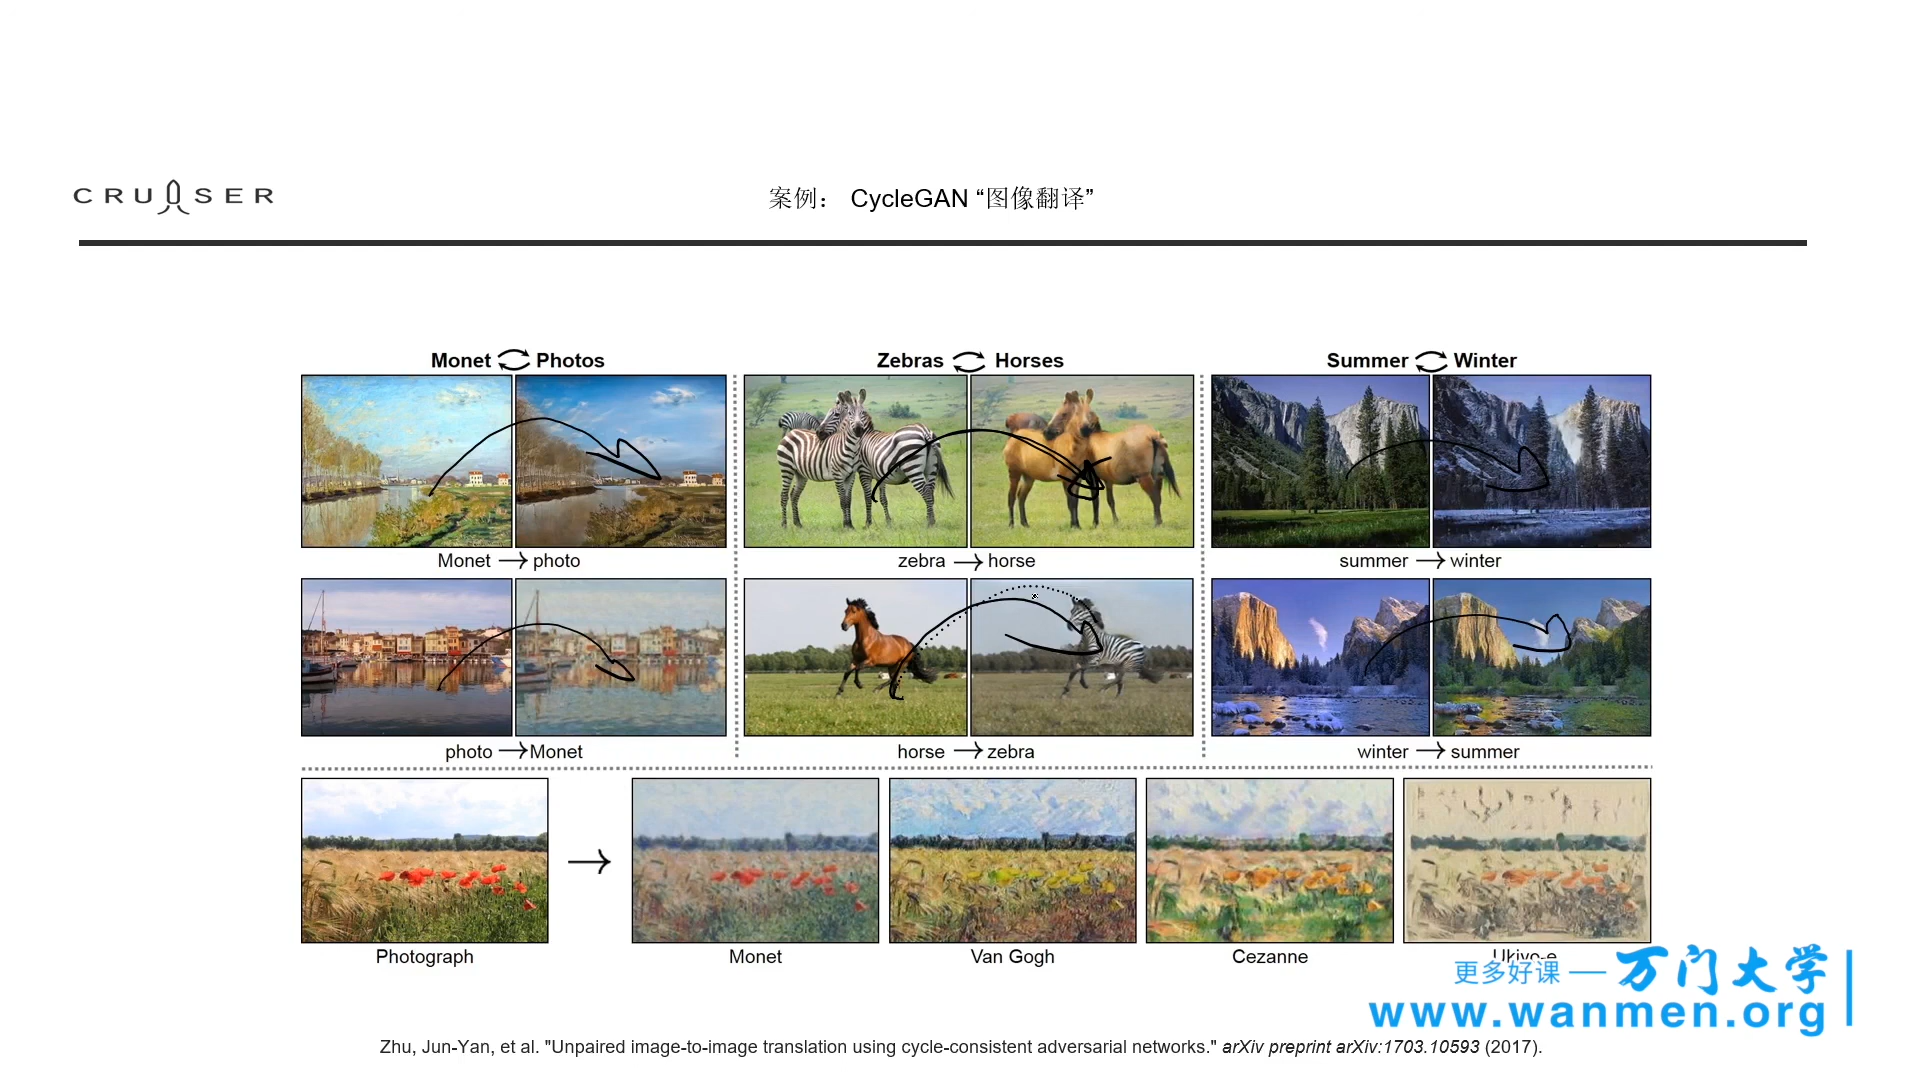 CRUISER
案例： CycleGAN “图像翻译”
Monet Photos
Zebras Horses
Summer Winter
Monet → photo
zebra → horse
summer → winter
photo → Monet
horse → zebra
winter → summer
→
Photograph
Monet
Van Gogh
Cezanne
Ukiyo-e
更多好课 — 万门大学
www.wanmen.org
Zhu, Jun-Yan, et al. "Unpaired image-to-image translation using cycle-consistent adversarial networks." arXiv preprint arXiv:1703.10593 (2017).